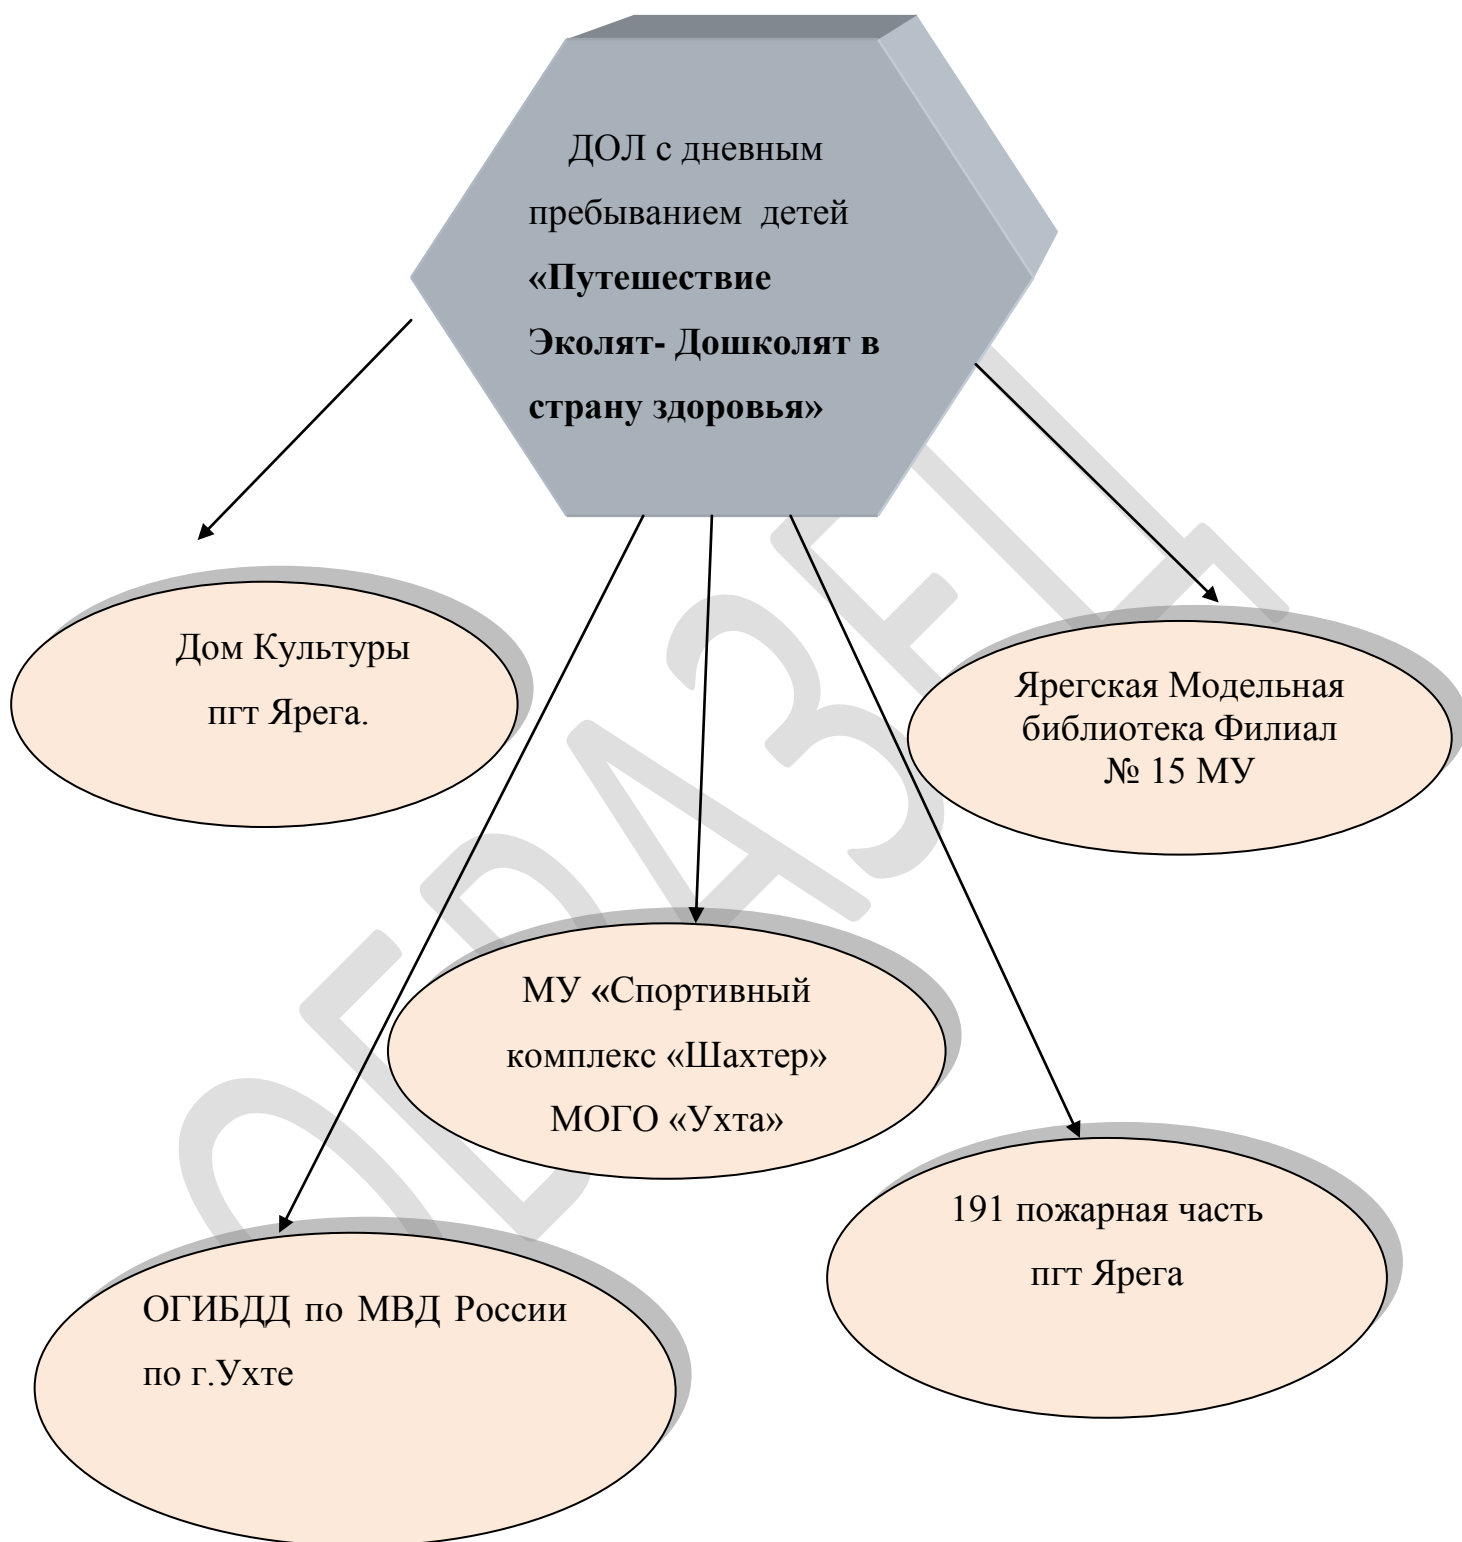 ДОЛ с дневным
пребыванием детей
«Путешествие
Эколят- Дошколят в
страну здоровья»
Дом Культуры
пгт Ярега.
Ярегская Модельная
библиотека Филиал
№ 15 МУ
МУ «Спортивный
комплекс «Шахтер»
МОГО «Ухта»
191 пожарная часть
пгт Ярега
ОГИБДД по МВД России
по г.Ухте
ОБРАЗЕЦ